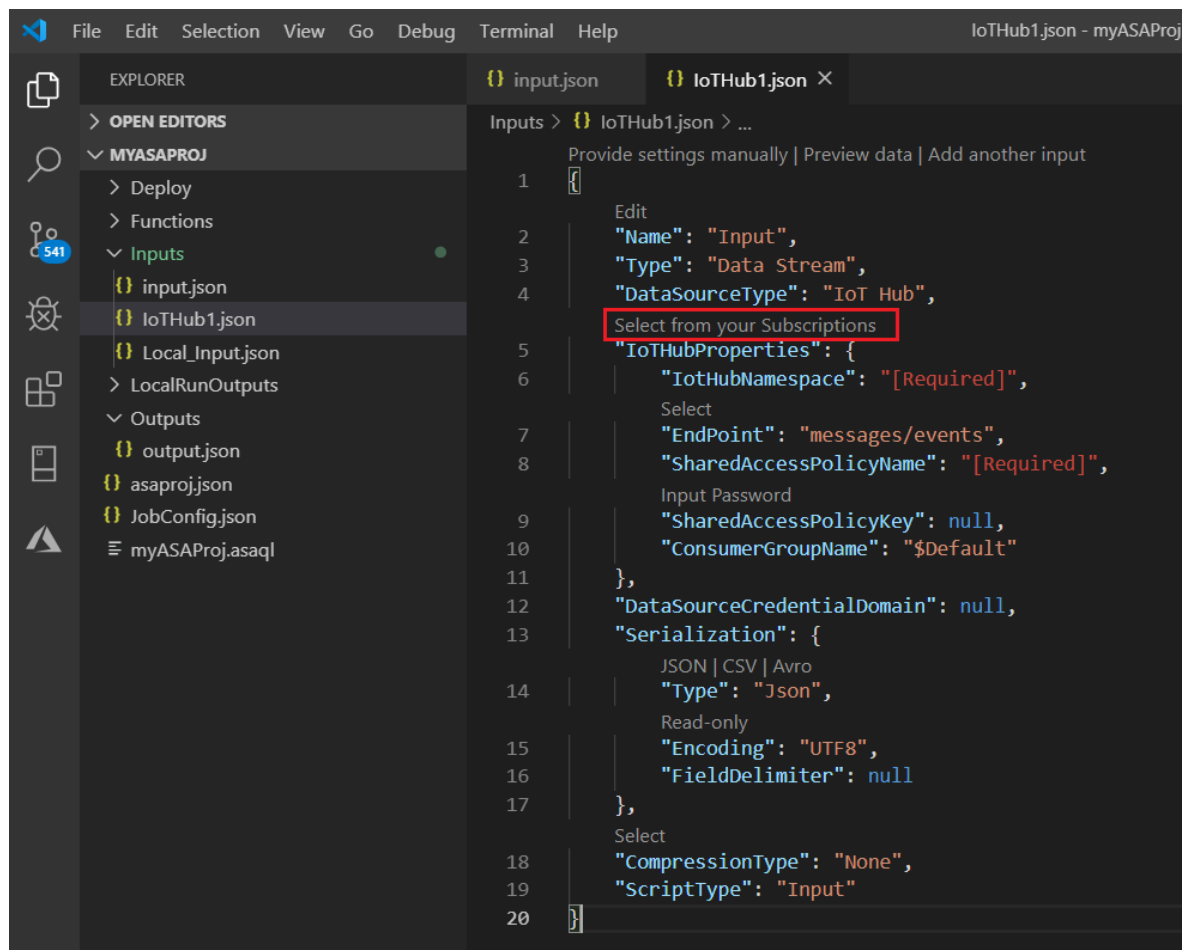 File Edit Selection View Go Debug Terminal Help IoTHub1.json - myASAProj
EXPLORER
OPEN EDITORS
MYASAPROJ
Deploy
Functions
Inputs
{} input.json
{} IoTHub1.json
{} Local_Input.json
LocalRunOutputs
Outputs
{} output.json
{} asaproj.json
{} JobConfig.json
myASAProj.asaql
541
{} input.json {} IoTHub1.json ×
Inputs > {} IoTHub1.json > ...
Provide settings manually | Preview data | Add another input
1 {
Edit
2 "Name": "Input",
3 "Type": "Data Stream",
4 "DataSourceType": "IoT Hub",
Select from your Subscriptions
5 "IoTHubProperties": {
6 "IotHubNamespace": "[Required]",
Select
7 "EndPoint": "messages/events",
8 "SharedAccessPolicyName": "[Required]",
Input Password
9 "SharedAccessPolicyKey": null,
10 "ConsumerGroupName": "$Default"
11 },
12 "DataSourceCredentialDomain": null,
13 "Serialization": {
JSON | CSV | Avro
14 "Type": "Json",
Read-only
15 "Encoding": "UTF8",
16 "FieldDelimiter": null
17 },
Select
18 "CompressionType": "None",
19 "ScriptType": "Input"
20 }